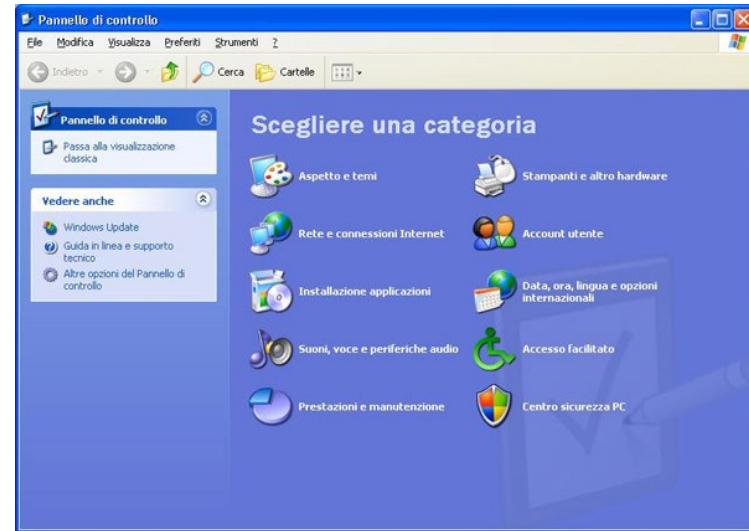 Pannello di controllo
File Modifica Visualizza Preferiti Strumenti ?
Indietro Cerca Cartelle
Pannello di controllo
Passa alla visualizzazione
classica
Vedere anche
Windows Update
Guida in linea e supporto
tecnico
Altre opzioni del Pannello di
controllo
Scegliere una categoria
Aspetto e temi
Stampanti e altro hardware
Rete e connessioni Internet
Account utente
Installazione applicazioni
Data, ora, lingua e opzioni
internazionali
Suoni, voce e periferiche audio
Accesso facilitato
Prestazioni e manutenzione
Centro sicurezza PC